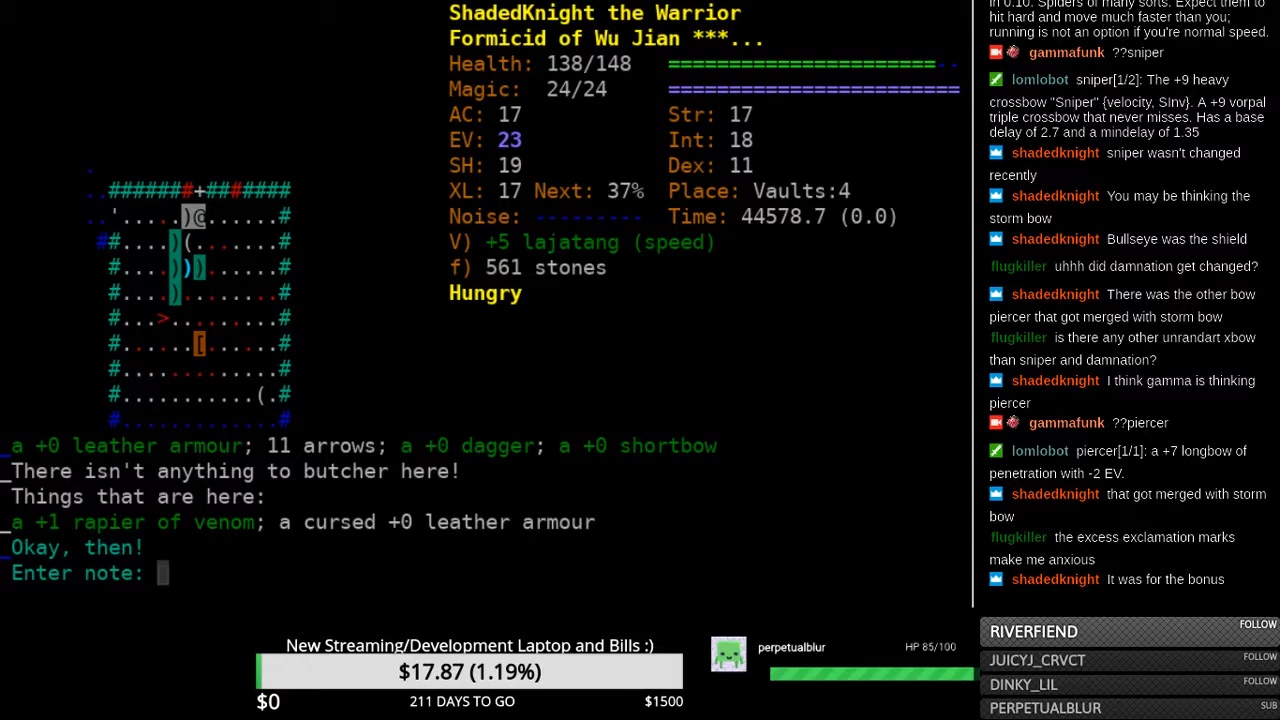 ShadedKnight the Warrior
Formicid of Wu Jian ***...
Health: 138/148 ======================--
Magic: 24/24 ========================
AC: 17 Str: 17
EV: 23 Int: 18
SH: 19 Dex: 11
XL: 17 Next: 37% Place: Vaults:4
Noise: --------- Time: 44578.7 (0.0)
V) +5 lajatang (speed)
f) 561 stones
Hungry
.
..#######+##*####
..'.....)@......#
##....)(.......#
#....)))......#
#....)........#
#...>.........#
#......[......#
#.............#
#...........(.#
#.............#
_a +0 leather armour; 11 arrows; a +0 dagger; a +0 shortbow
_There isn't anything to butcher here!
Things that are here:
_a +1 rapier of venom; a cursed +0 leather armour
_Okay, then!
Enter note:
in 0.10. Spiders of many sorts. Expect them to
hit hard and move much faster than you;
running is not an option if you're normal speed.
gammafunk ??sniper
lomlobot sniper[1/2]: The +9 heavy
crossbow "Sniper" {velocity, SInv}. A +9 vorpal
triple crossbow that never misses. Has a base
delay of 2.7 and a mindelay of 1.35
shadedknight sniper wasn't changed
recently
shadedknight You may be thinking the
storm bow
shadedknight Bullseye was the shield
flugkiller uhhh did damnation get changed?
shadedknight There was the other bow
piercer that got merged with storm bow
flugkiller is there any other unrandart xbow
than sniper and damnation?
shadedknight I think gamma is thinking
piercer
gammafunk ??piercer
lomlobot piercer[1/1]: a +7 longbow of
penetration with -2 EV.
shadedknight that got merged with storm
bow
flugkiller the excess exclamation marks
make me anxious
shadedknight It was for the bonus
New Streaming/Development Laptop and Bills :)
$17.87 (1.19%)
$0 211 DAYS TO GO $1500
perpetualblur HP 85/100
RIVERFIEND FOLLOW
JUICYJ_CRVCT FOLLOW
DINKY_LIL FOLLOW
PERPETUALBLUR SUB